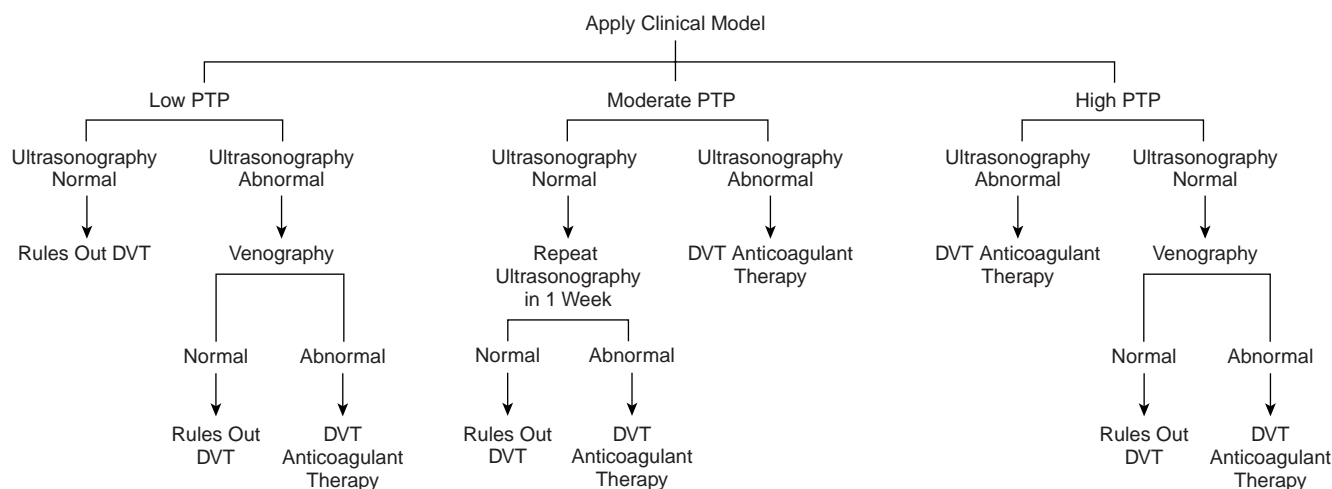 Apply Clinical Model
Low PTP
Moderate PTP
High PTP
Ultrasonography
Normal
Ultrasonography
Abnormal
Ultrasonography
Normal
Ultrasonography
Abnormal
Ultrasonography
Abnormal
Ultrasonography
Normal
Rules Out DVT
Venography
Repeat
Ultrasonography
in 1 Week
DVT Anticoagulant
Therapy
DVT Anticoagulant
Therapy
Venography
Normal
Abnormal
Normal
Abnormal
Normal
Abnormal
Rules Out
DVT
DVT
Anticoagulant
Therapy
Rules Out
DVT
DVT
Anticoagulant
Therapy
Rules Out
DVT
DVT
Anticoagulant
Therapy